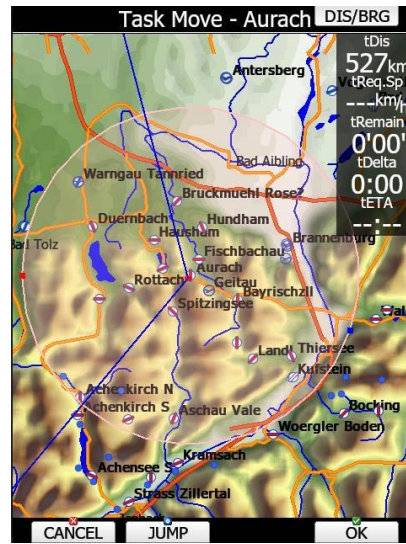 Task Move - Aurach
DIS/BRG
tDis
527km
tReq.Sp
---km/h
tRemain
0'00'
tDelta
0:00
tETA
--:--
Antersberg
Bad Aibling
Warngau Tannried
Bruckmuehl Rose?
Duernbach
Hundham
Hausham
Brannenburg
Bad Tolz
Fischbachau
Aurach
Rottach
Geitau
Bayrischzll
Spitzingsee
Landl
Thiersee
Kufstein
Achenkirch N
Achenkirch S
Aschau Vale
Bocking
Woergler Boden
Kramsach
Achensee S
Strass Zillertal
CANCEL
JUMP
OK